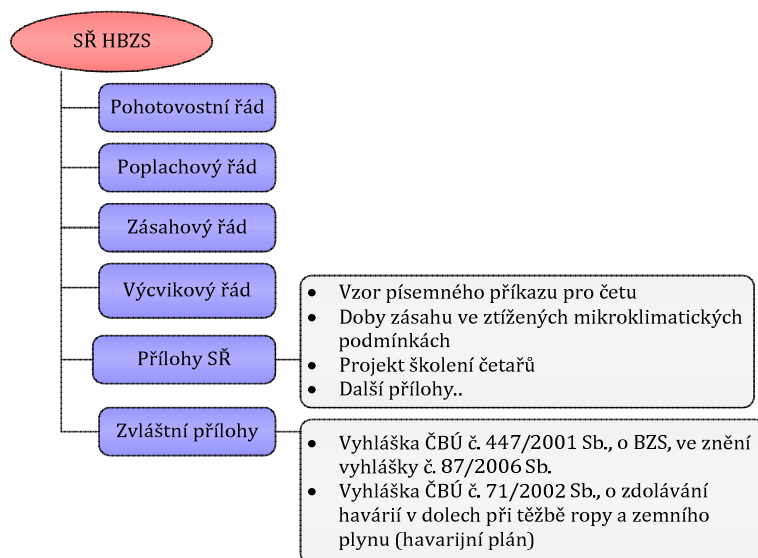 SŘ HBZS
Pohotovostní řád
Poplachový řád
Zásahový řád
Výcvikový řád
Přílohy SŘ
• Vzor písemného příkazu pro četu
• Doby zásahu ve ztížených mikroklimatických
podmínkách
• Projekt školení četařů
• Další přílohy..
Zvláštní přílohy
• Vyhláška ČBÚ č. 447/2001 Sb., o BZS, ve znění
vyhlášky č. 87/2006 Sb.
• Vyhláška ČBÚ č. 71/2002 Sb., o zdolávání
havárií v dolech při těžbě ropy a zemního
plynu (havarijní plán)